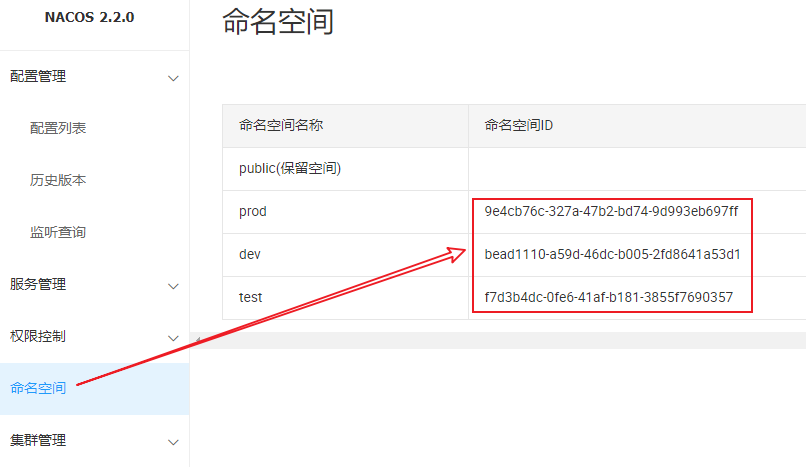 NACOS 2.2.0
配置管理
配置列表
历史版本
监听查询
服务管理
权限控制
命名空间
集群管理
命名空间
命名空间名称 命名空间ID
public(保留空间)
prod 9e4cb76c-327a-47b2-bd74-9d993eb697ff
dev bead1110-a59d-46dc-b005-2fd8641a53d1
test f7d3b4dc-0fe6-41af-b181-3855f7690357